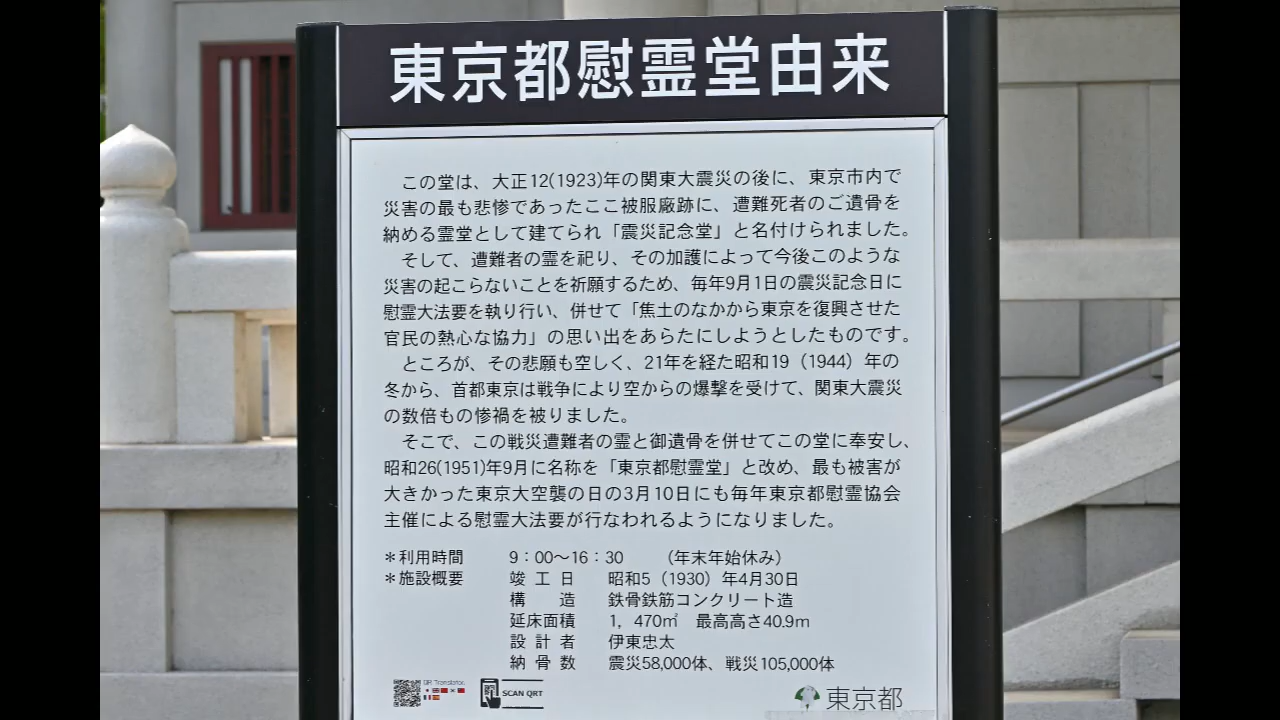 東京都慰霊堂由来
この堂は、大正12(1923)年の関東大震災の後に、東京市内で
災害の最も悲惨であったここ被服廠跡に、遭難死者のご遺骨を
納める霊堂として建てられ「震災記念堂」と名付けられました。
そして、遭難者の霊を祀り、その加護によって今後このような
災害の起こらないことを祈願するため、毎年9月1日の震災記念日に
慰霊大法要を執り行い、併せて「焦土のなかから東京を復興させた
官民の熱心な協力」の思い出をあらたにしようとしたものです。
ところが、その悲願も空しく、21年を経た昭和19（1944）年の
冬から、首都東京は戦争により空からの爆撃を受けて、関東大震災
の数倍もの惨禍を被りました。
そこで、この戦災遭難者の霊と御遺骨を併せてこの堂に奉安し、
昭和26(1951)年9月に名称を「東京都慰霊堂」と改め、最も被害が
大きかった東京大空襲の日の3月10日にも毎年東京都慰霊協会
主催による慰霊大法要が行なわれるようになりました。
＊利用時間　9：00〜16：30　（年末年始休み）
＊施設概要　竣工日　昭和5（1930）年4月30日
構造　鉄骨鉄筋コンクリート造
延床面積　1，470㎡　最高高さ40.9m
設計者　伊東忠太
納骨数　震災58,000体、戦災105,000体
QR Translator
SCAN QRT
東京都